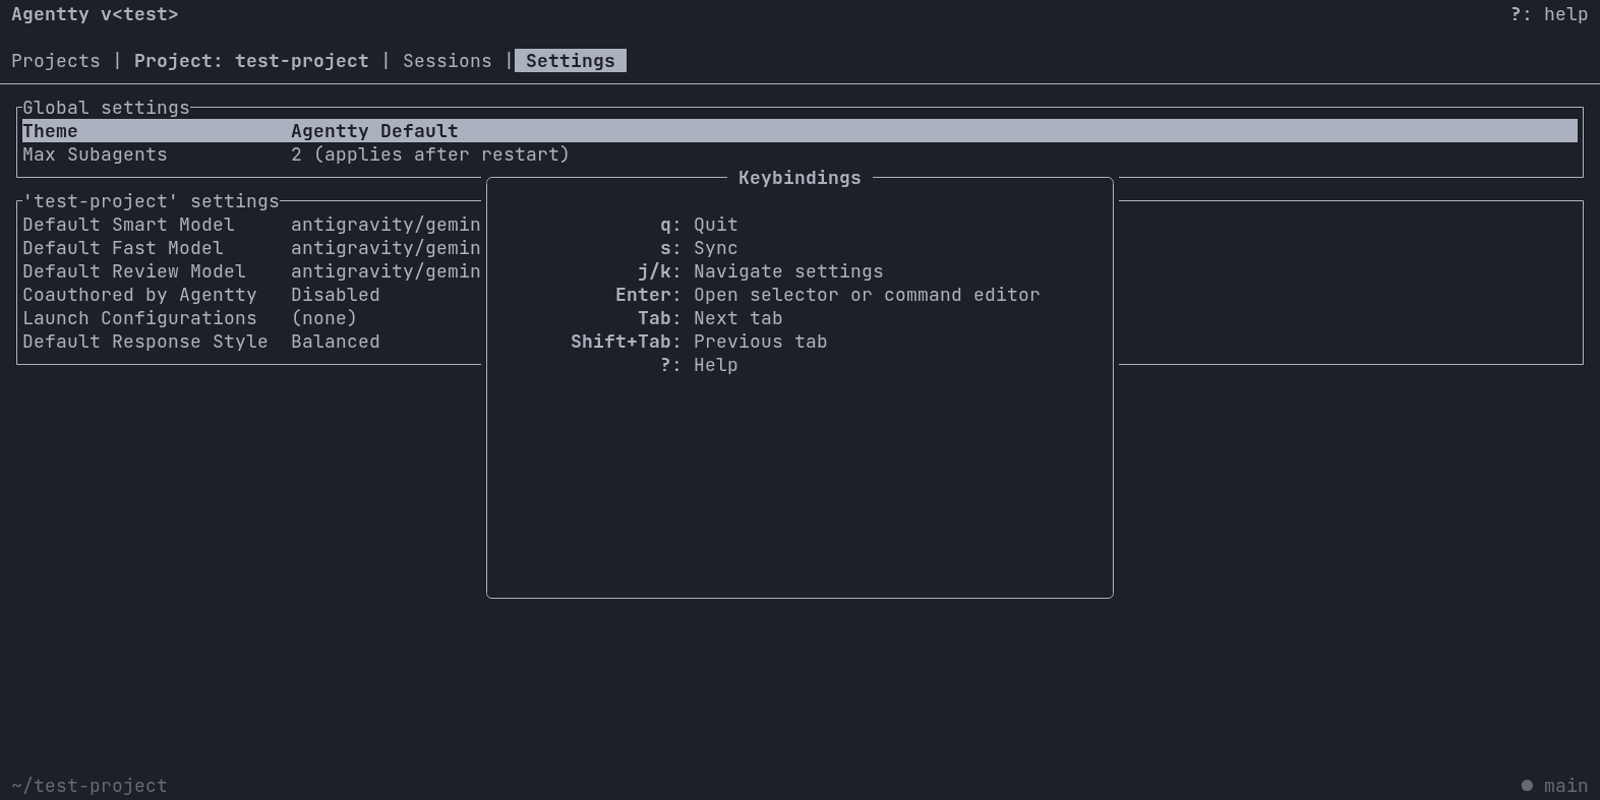 Agentty v<test> ?: help
Projects | Project: test-project | Sessions | Settings
Global settings
Theme Agentty Default
Max Subagents 2 (applies after restart)
'test-project' settings
Default Smart Model antigravity/gemin
Default Fast Model antigravity/gemin
Default Review Model antigravity/gemin
Coauthored by Agentty Disabled
Launch Configurations (none)
Default Response Style Balanced
Keybindings
q: Quit
s: Sync
j/k: Navigate settings
Enter: Open selector or command editor
Tab: Next tab
Shift+Tab: Previous tab
?: Help
~/test-project ● main